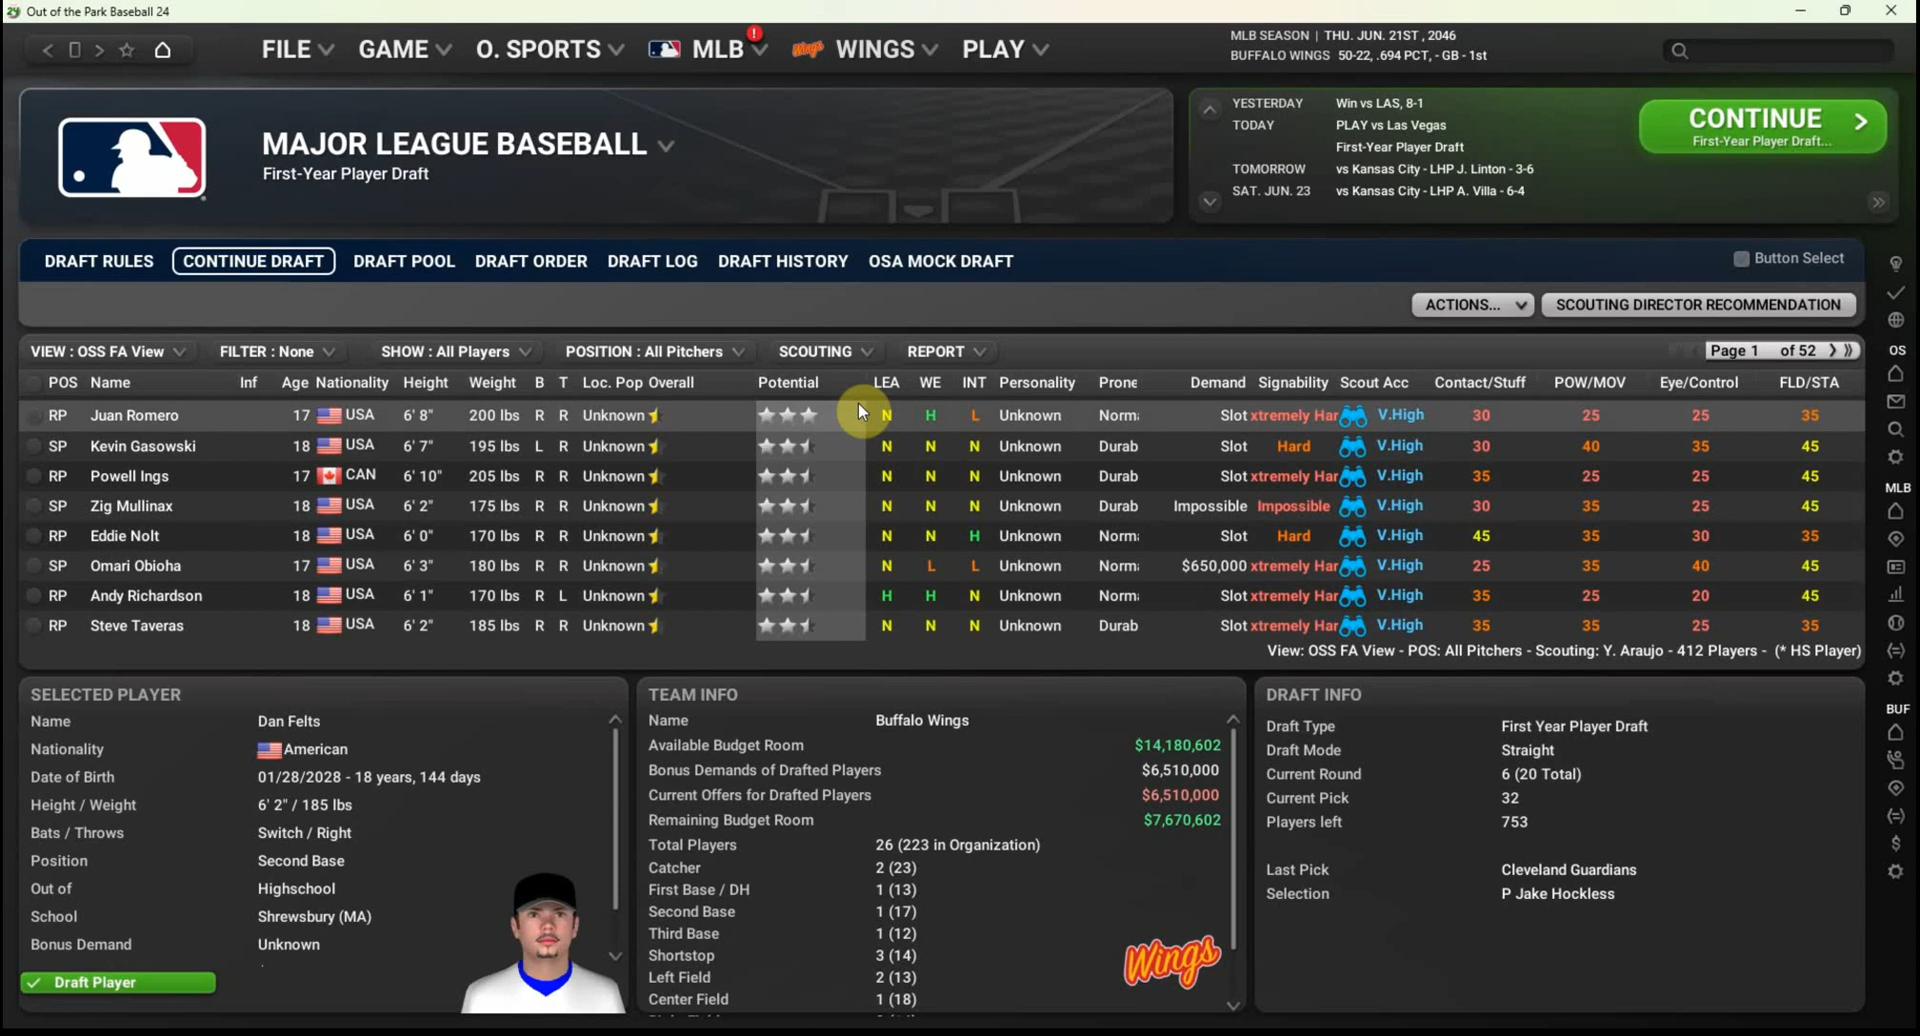 Out of the Park Baseball 24
FILE GAME O. SPORTS MLB ! WINGS PLAY
MLB SEASON | THU. JUN. 21ST , 2046
BUFFALO WINGS 50-22, .694 PCT, - GB - 1st
MAJOR LEAGUE BASEBALL
First-Year Player Draft
YESTERDAY Win vs LAS, 8-1
TODAY PLAY vs Las Vegas
First-Year Player Draft
TOMORROW vs Kansas City - LHP J. Linton - 3-6
SAT. JUN. 23 vs Kansas City - LHP A. Villa - 6-4
CONTINUE
First-Year Player Draft...
DRAFT RULES CONTINUE DRAFT DRAFT POOL DRAFT ORDER DRAFT LOG DRAFT HISTORY OSA MOCK DRAFT Button Select
ACTIONS... SCOUTING DIRECTOR RECOMMENDATION
VIEW : OSS FA View FILTER : None SHOW : All Players POSITION : All Pitchers SCOUTING REPORT Page 1 of 52
POS Name Inf Age Nationality Height Weight B T Loc. Pop Overall Potential LEA WE INT Personality Prone Demand Signability Scout Acc Contact/Stuff POW/MOV Eye/Control FLD/STA
RP Juan Romero 17 USA 6' 8" 200 lbs R R Unknown N H L Unknown Norma Slot xtremely Har V.High 30 25 25 35
SP Kevin Gasowski 18 USA 6' 7" 195 lbs L R Unknown N N N Unknown Durab Slot Hard V.High 30 40 35 45
RP Powell Ings 17 CAN 6' 10" 205 lbs R R Unknown N N N Unknown Durab Slot xtremely Har V.High 35 25 25 45
SP Zig Mullinax 18 USA 6' 2" 175 lbs R R Unknown N N N Unknown Durab Impossible Impossible V.High 30 35 25 45
RP Eddie Nolt 18 USA 6' 0" 170 lbs R R Unknown N N H Unknown Norma Slot Hard V.High 45 35 30 35
SP Omari Obioha 17 USA 6' 3" 180 lbs R R Unknown N L L Unknown Norma $650,000 xtremely Har V.High 25 35 40 45
RP Andy Richardson 18 USA 6' 1" 170 lbs R L Unknown H H N Unknown Norma Slot xtremely Har V.High 35 25 20 45
RP Steve Taveras 18 USA 6' 2" 185 lbs R R Unknown N N N Unknown Durab Slot xtremely Har V.High 35 35 25 35
View: OSS FA View - POS: All Pitchers - Scouting: Y. Araujo - 412 Players - (* HS Player)
SELECTED PLAYER
Name Dan Felts
Nationality American
Date of Birth 01/28/2028 - 18 years, 144 days
Height / Weight 6' 2" / 185 lbs
Bats / Throws Switch / Right
Position Second Base
Out of Highschool
School Shrewsbury (MA)
Bonus Demand Unknown
Draft Player
TEAM INFO
Name Buffalo Wings
Available Budget Room $14,180,602
Bonus Demands of Drafted Players $6,510,000
Current Offers for Drafted Players $6,510,000
Remaining Budget Room $7,670,602
Total Players 26 (223 in Organization)
Catcher 2 (23)
First Base / DH 1 (13)
Second Base 1 (17)
Third Base 1 (12)
Shortstop 3 (14)
Left Field 2 (13)
Center Field 1 (18)
Wings
DRAFT INFO
Draft Type First Year Player Draft
Draft Mode Straight
Current Round 6 (20 Total)
Current Pick 32
Players left 753
Last Pick Cleveland Guardians
Selection P Jake Hockless
OS
MLB
BUF